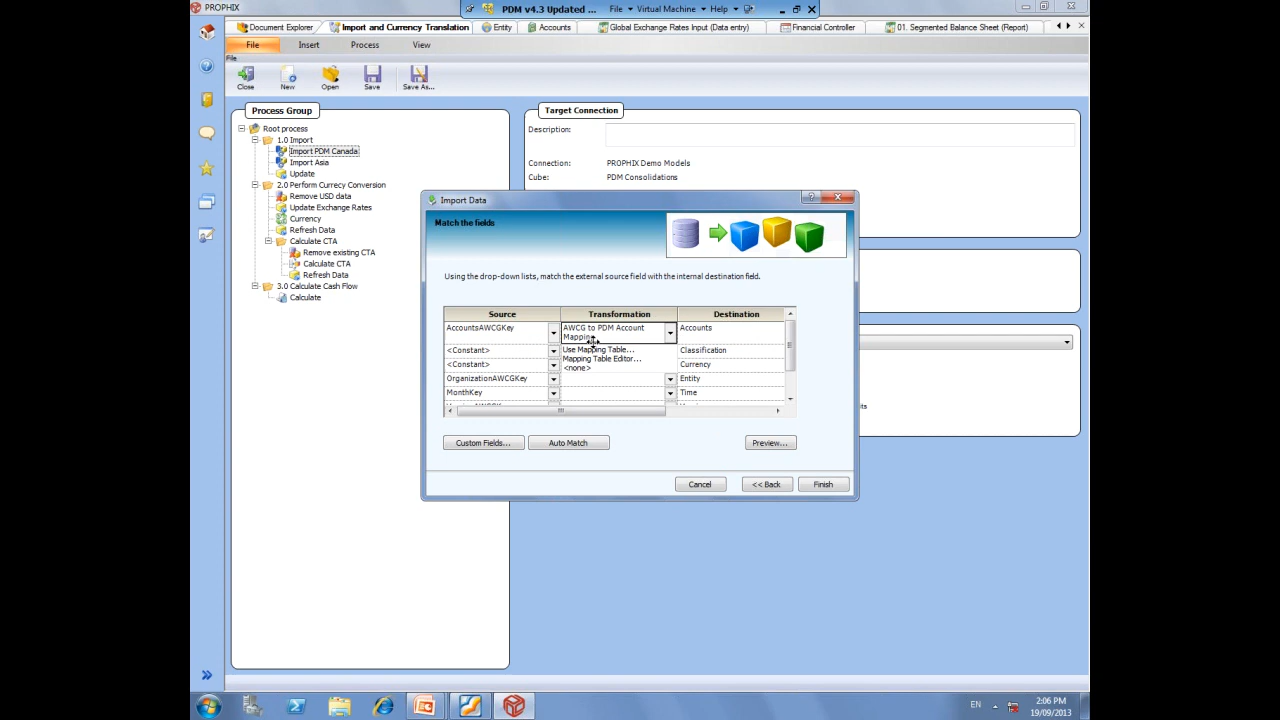 PROPHIX
PDM v4.3 Updated ...
File
Virtual Machine
Help
Document Explorer
Import and Currency Translation
Entity
Accounts
Global Exchange Rates Input (Data entry)
Financial Controller
01. Segmented Balance Sheet (Report)
File
Insert
Process
View
File
Close
New
Open
Save
Save As...
Process Group
Root process
1.0 Import
Import PDM Canada
Import Asia
Update
2.0 Perform Currecy Conversion
Remove USD data
Update Exchange Rates
Currency
Refresh Data
Calculate CTA
Remove existing CTA
Calculate CTA
Refresh Data
3.0 Calculate Cash Flow
Calculate
Target Connection
Description:
Connection: PROPHIX Demo Models
Cube: PDM Consolidations
Import Data
Match the fields
Using the drop-down lists, match the external source field with the internal destination field.
Source Transformation Destination
AccountsAWCGKey AWCG to PDM Account Mapping Accounts
<Constant> Use Mapping Table... Classification
Mapping Table Editor...
<Constant> <none> Currency
OrganizationAWCGKey Entity
MonthKey Time
Custom Fields...
Auto Match
Preview...
Cancel
<< Back
Finish
EN
2:06 PM
19/09/2013